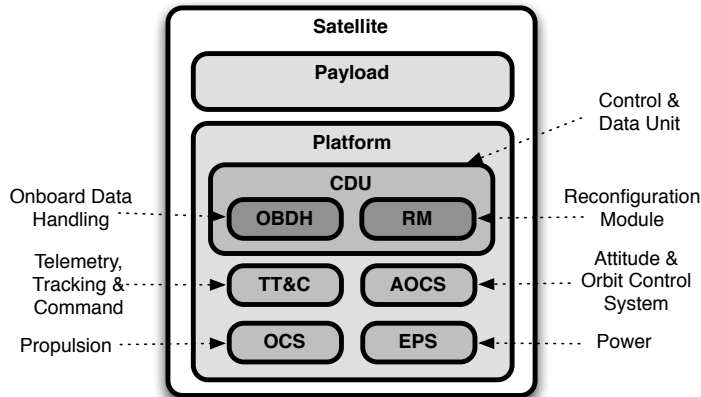 Satellite
Payload
Control &
Data Unit
Platform
CDU
Onboard Data
Handling
OBDH
RM
Reconfiguration
Module
Telemetry,
Tracking &
Command
TT&C
AOCS
Attitude &
Orbit Control
System
Propulsion
OCS
EPS
Power